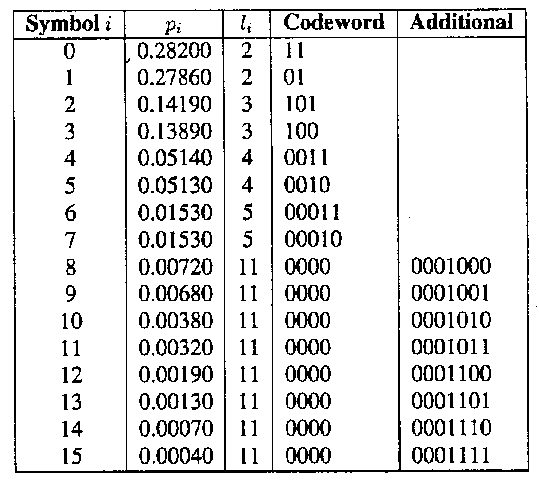 Symbol i p_i l_i Codeword Additional
0 0.28200 2 11
1 0.27860 2 01
2 0.14190 3 101
3 0.13890 3 100
4 0.05140 4 0011
5 0.05130 4 0010
6 0.01530 5 00011
7 0.01530 5 00010
8 0.00720 11 0000 0001000
9 0.00680 11 0000 0001001
10 0.00380 11 0000 0001010
11 0.00320 11 0000 0001011
12 0.00190 11 0000 0001100
13 0.00130 11 0000 0001101
14 0.00070 11 0000 0001110
15 0.00040 11 0000 0001111